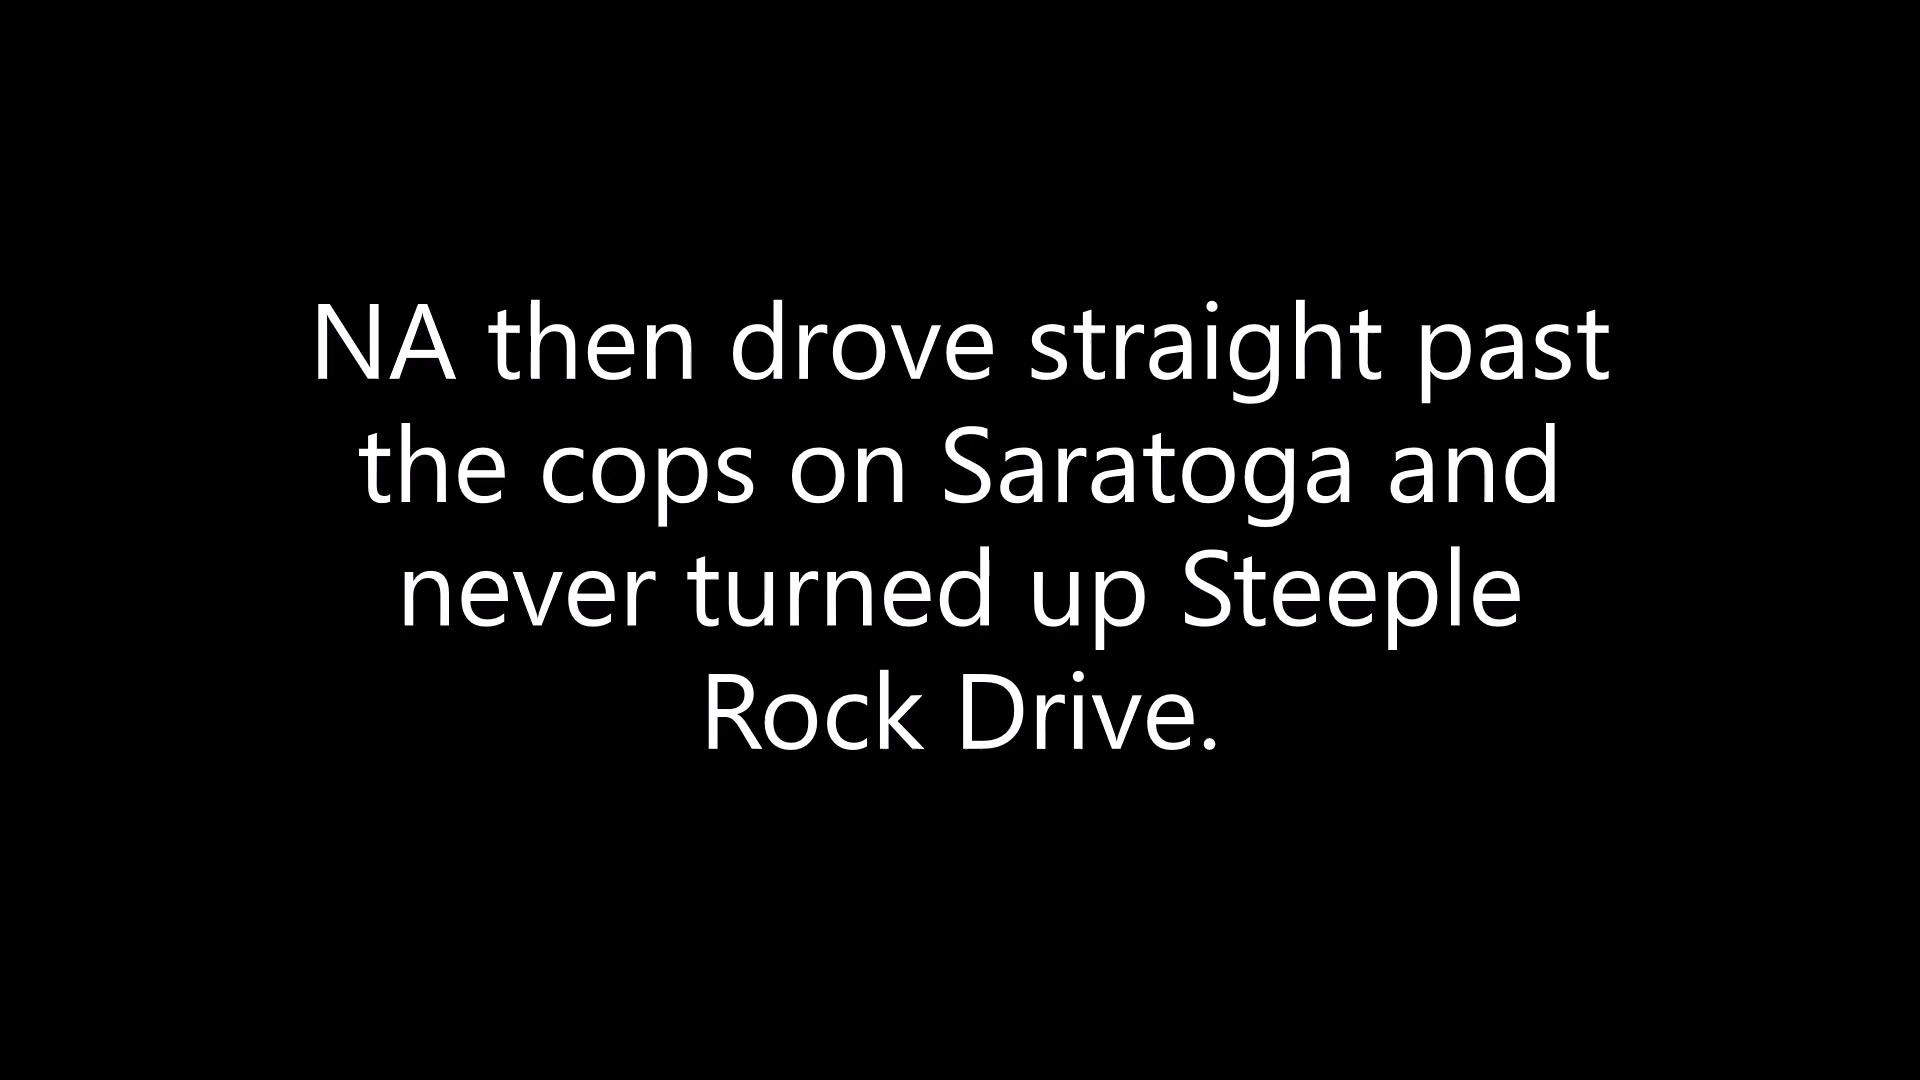 NA then drove straight past
the cops on Saratoga and
never turned up Steeple
Rock Drive.